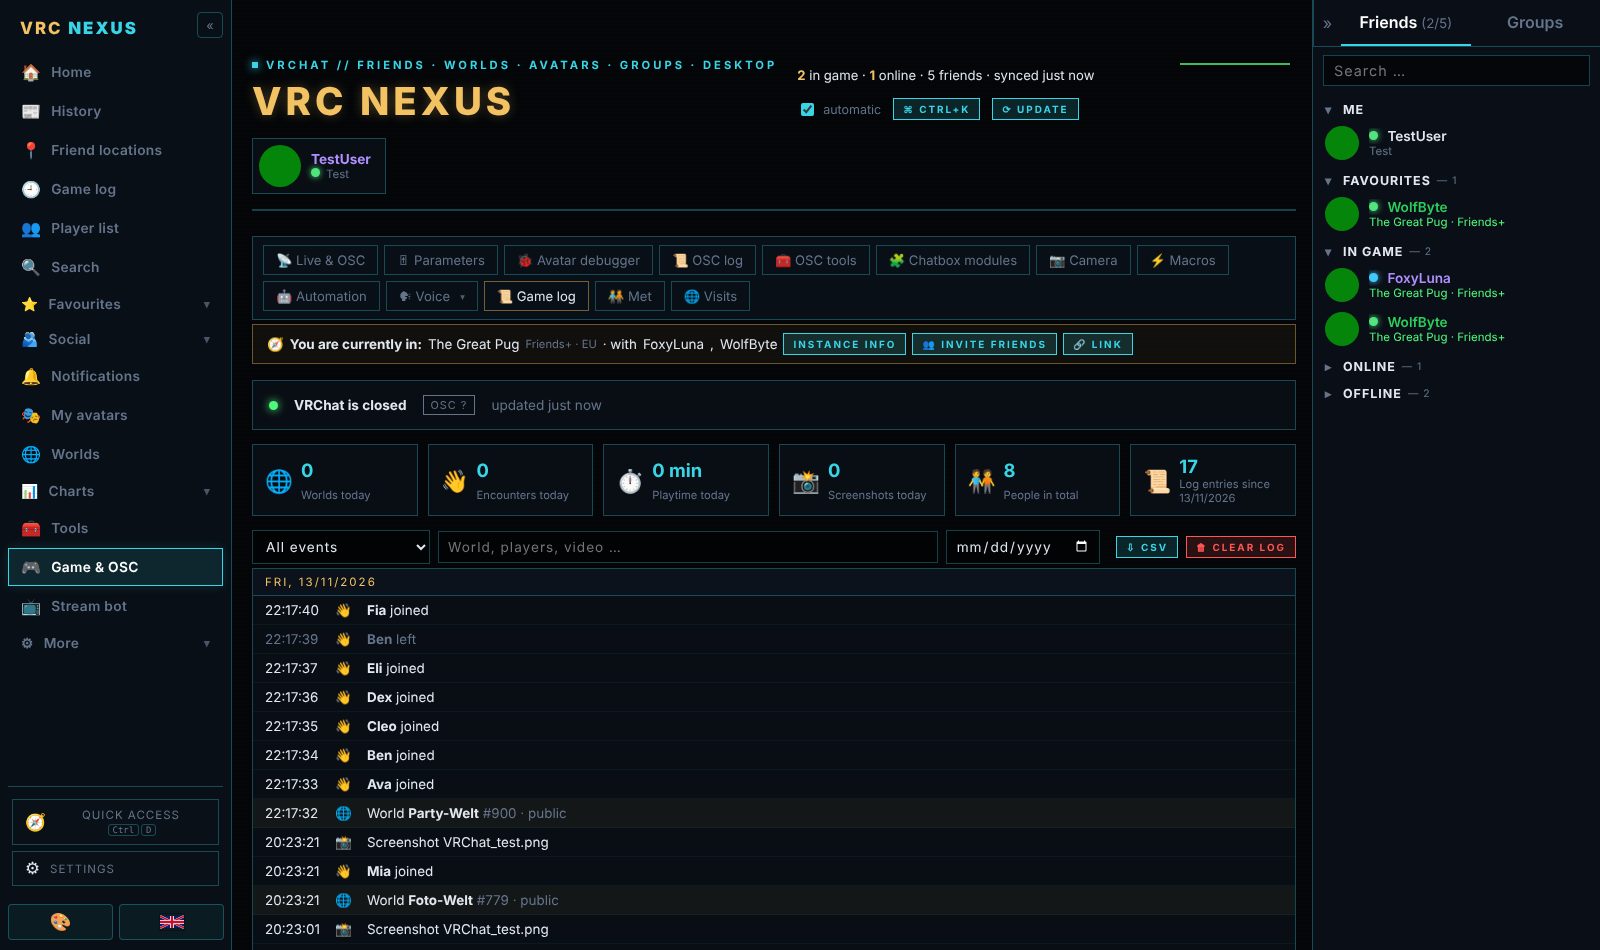 VRC NEXUS
«
Home
History
Friend locations
Game log
Player list
Search
Favourites
Social
Notifications
My avatars
Worlds
Charts
Tools
Game & OSC
Stream bot
More
QUICK ACCESS
Ctrl D
SETTINGS
VRCHAT // FRIENDS · WORLDS · AVATARS · GROUPS · DESKTOP
VRC NEXUS
2 in game · 1 online · 5 friends · synced just now
automatic
⌘ CTRL+K
⟳ UPDATE
TestUser
Test
Live & OSC
Parameters
Avatar debugger
OSC log
OSC tools
Chatbox modules
Camera
Macros
Automation
Voice
Game log
Met
Visits
You are currently in: The Great Pug Friends+ · EU · with FoxyLuna , WolfByte
INSTANCE INFO
INVITE FRIENDS
LINK
VRChat is closed
OSC ?
updated just now
0
Worlds today
0
Encounters today
0 min
Playtime today
0
Screenshots today
8
People in total
17
Log entries since
13/11/2026
All events
World, players, video ...
mm/dd/yyyy
⇩ CSV
CLEAR LOG
FRI, 13/11/2026
22:17:40 Fia joined
22:17:39 Ben left
22:17:37 Eli joined
22:17:36 Dex joined
22:17:35 Cleo joined
22:17:34 Ben joined
22:17:33 Ava joined
22:17:32 World Party-Welt #900 · public
20:23:21 Screenshot VRChat_test.png
20:23:21 Mia joined
20:23:21 World Foto-Welt #779 · public
20:23:01 Screenshot VRChat_test.png
»
Friends (2/5)
Groups
Search ...
ME
TestUser
Test
FAVOURITES — 1
WolfByte
The Great Pug · Friends+
IN GAME — 2
FoxyLuna
The Great Pug · Friends+
WolfByte
The Great Pug · Friends+
ONLINE — 1
OFFLINE — 2